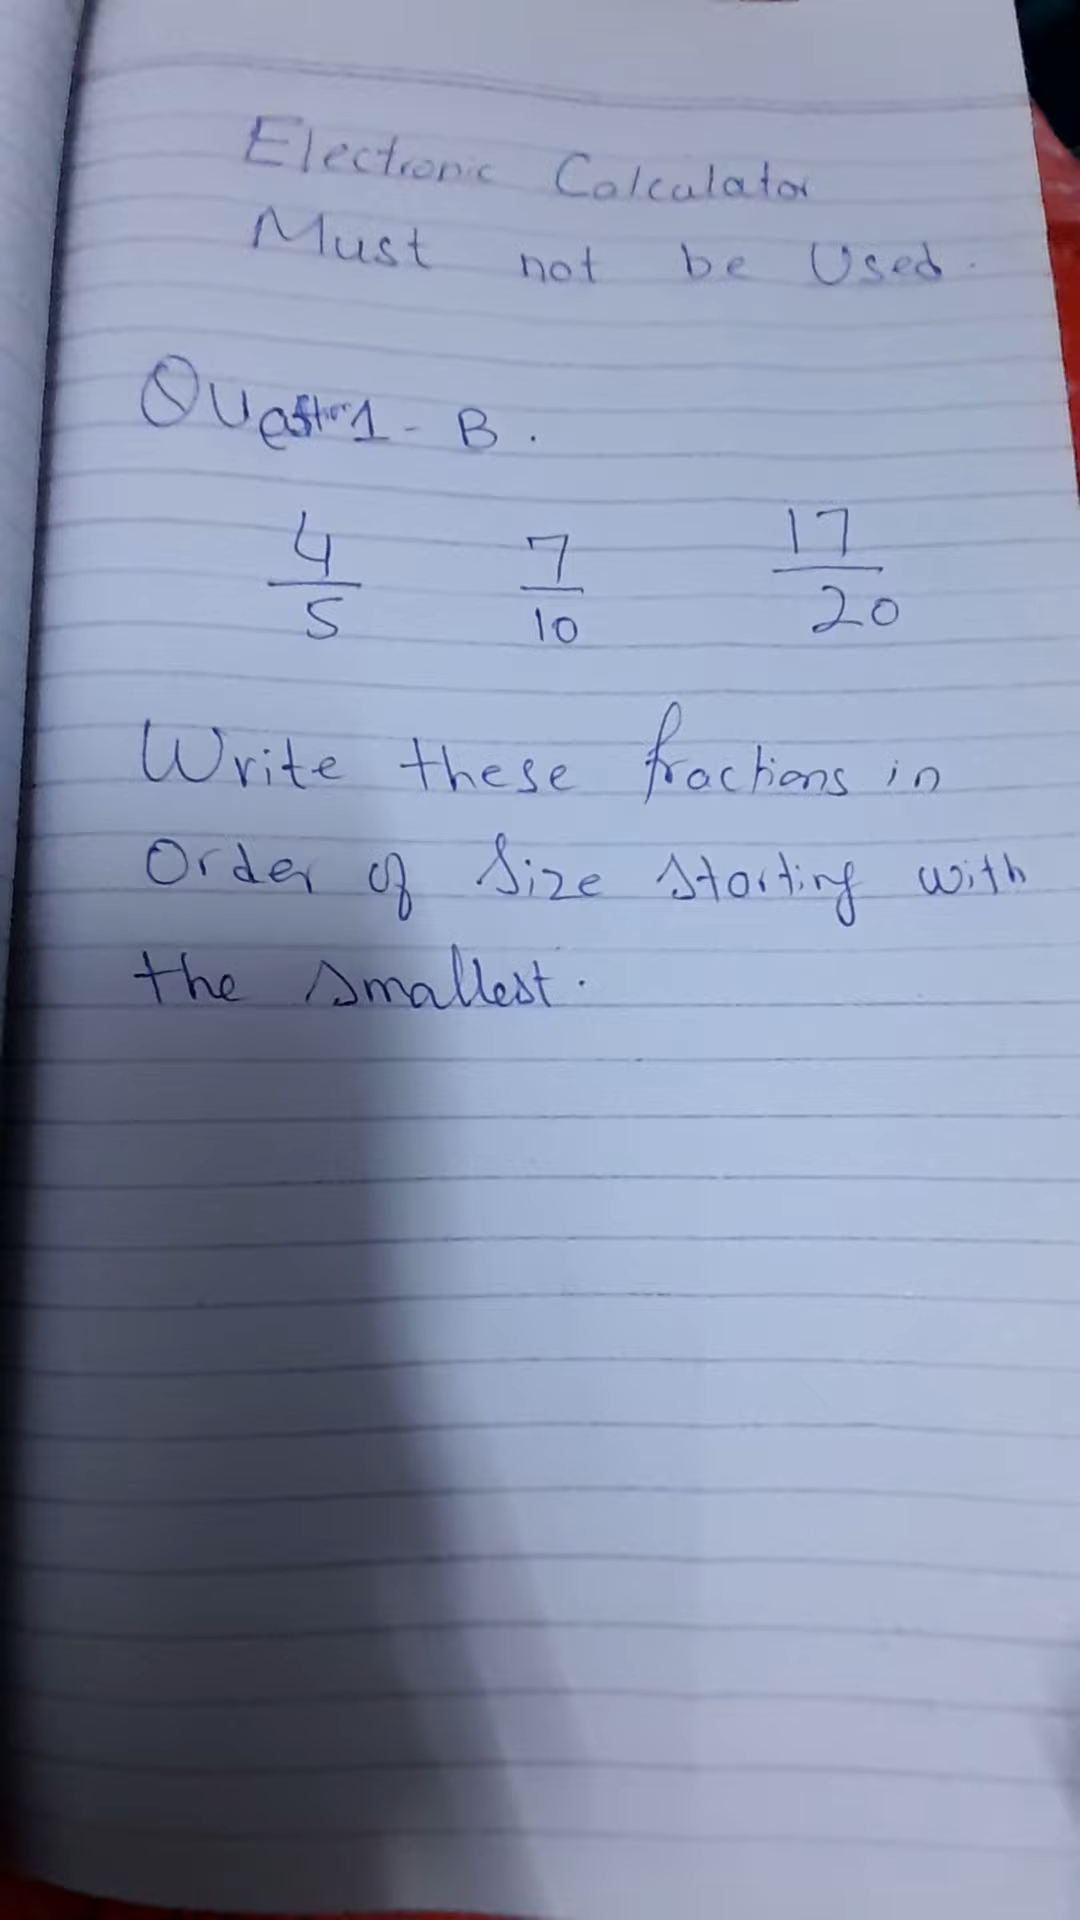 Electronic Calculator
Must not be Used.
Question 1 - B.
4/5 7/10 17/20
Write these fractions in
Order of Size Starting with
the smallest.